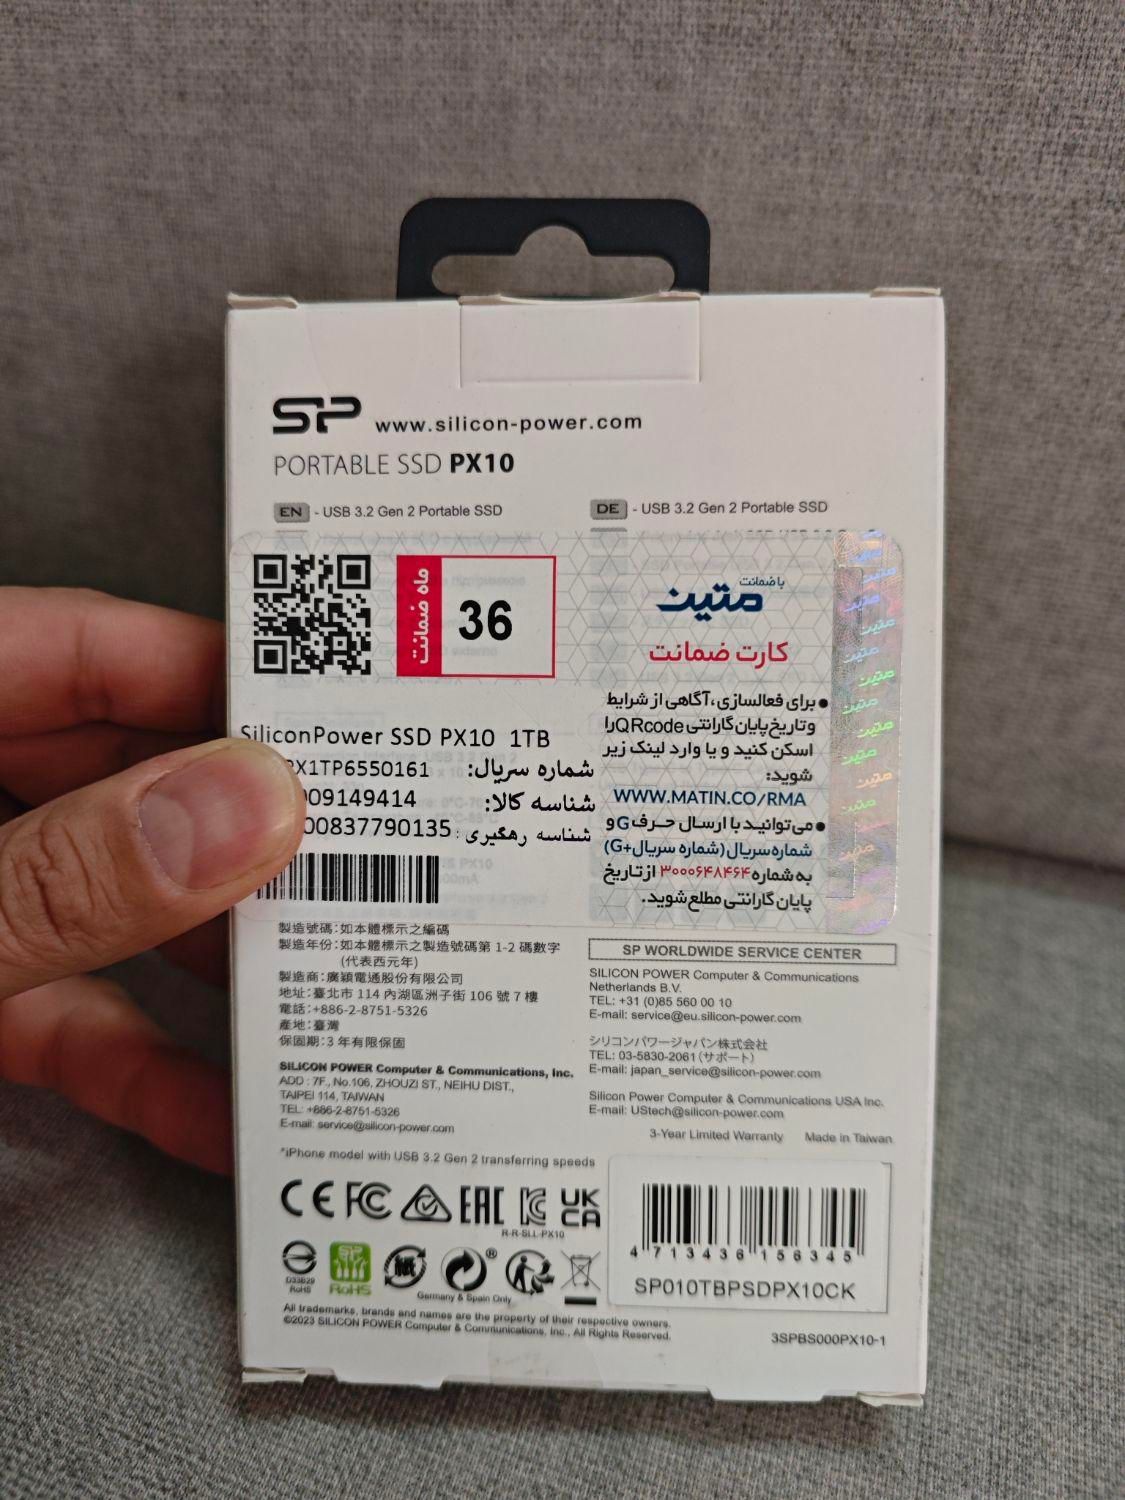 SP www.silicon-power.com
PORTABLE SSD PX10
EN - USB 3.2 Gen 2 Portable SSD
DE - USB 3.2 Gen 2 Portable SSD
36
ماه ضمانت
با ضمانت
متین
کارت ضمانت
SiliconPower SSD PX10 1TB
شماره سریال: PX1TP6550161
شناسه کالا: 009149414
شناسه رهگیری: 00837790135
● برای فعالسازی،آگاهی از شرایط
و تاریخ پایان گارانتی QRcode را
اسکن کنید و یا وارد لینک زیر
شوید:
WWW.MATIN.CO/RMA
● می‌توانید با ارسال حرف G و
شماره سریال (شماره سریال+G)
به شماره ۳۰۰۰۶۴۸۴۶۴ از تاریخ
پایان گارانتی مطلع شوید.
製造號碼：如本體標示之編碼
製造年份：如本體標示之製造號碼第 1-2 碼數字
(代表西元年)
製造商：廣穎電通股份有限公司
地址：臺北市 114 內湖區洲子街 106 號 7 樓
電話：+886-2-8751-5326
產地：臺灣
保固期：3 年有限保固
SILICON POWER Computer & Communications, Inc.
ADD : 7F., No.106, ZHOUZI ST., NEIHU DIST.,
TAIPEI 114, TAIWAN
TEL: +886-2-8751-5326
E-mail: service@silicon-power.com
SP WORLDWIDE SERVICE CENTER
SILICON POWER Computer & Communications
Netherlands B.V.
TEL: +31 (0)85 560 00 10
E-mail: service@eu.silicon-power.com
シリコンパワージャパン株式会社
TEL: 03-5830-2061（サポート）
E-mail: japan_service@silicon-power.com
Silicon Power Computer & Communications USA Inc.
E-mail: UStech@silicon-power.com
3-Year Limited Warranty Made in Taiwan
*iPhone model with USB 3.2 Gen 2 transferring speeds
CE FC EAC UK CA
R-R-SLL-PX10
D33B29
RoHS
SP
RoHS
Germany & Spain Only
4 713436 156345
SP010TBPSDPX10CK
All trademarks, brands and names are the property of their respective owners.
©2023 SILICON POWER Computer & Communications, Inc., All Rights Reserved.
3SPBS000PX10-1